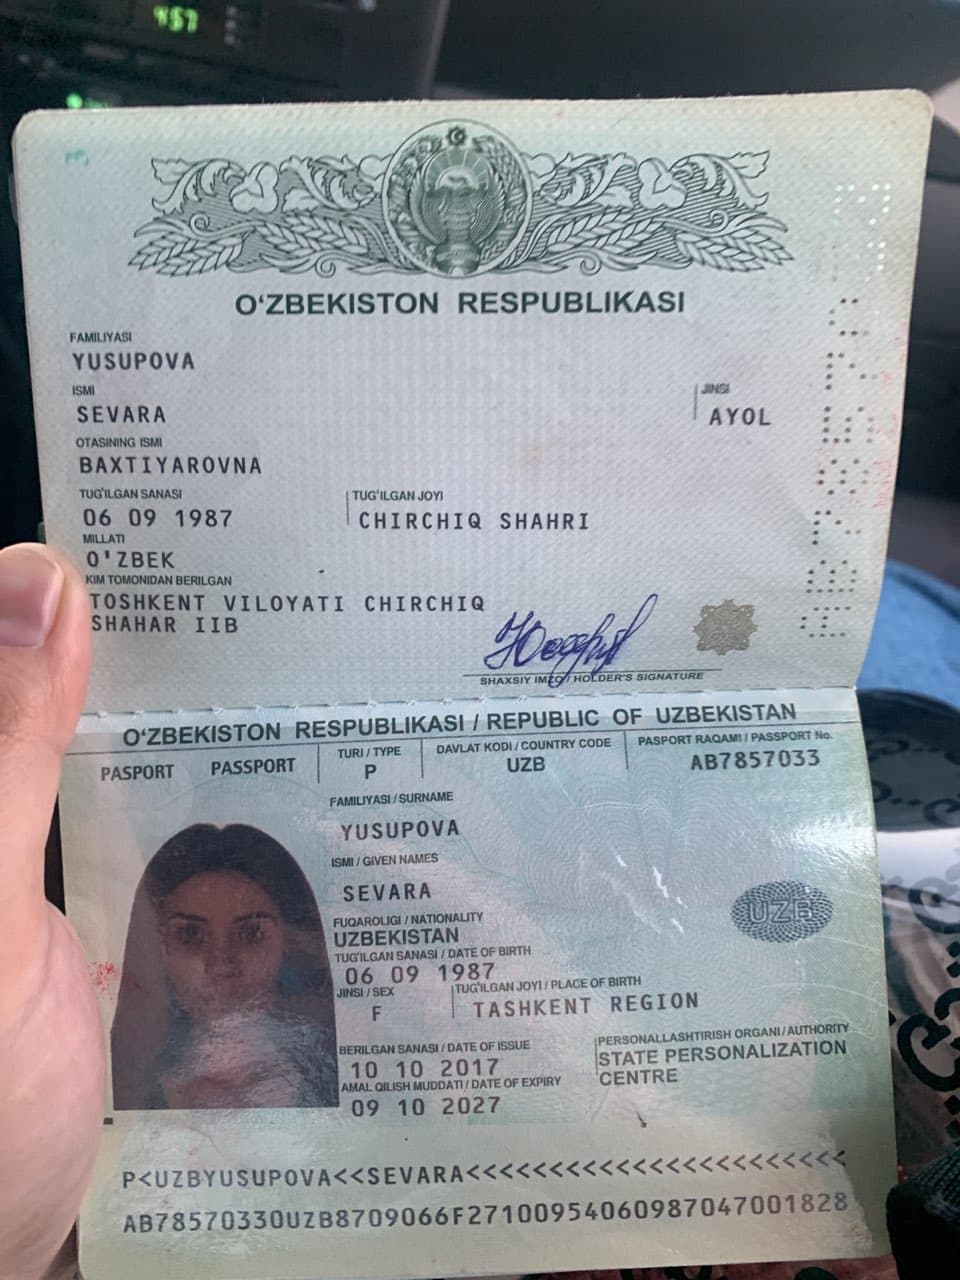 457
O'ZBEKISTON RESPUBLIKASI
FAMILIYASI
YUSUPOVA
ISMI
SEVARA
JINSI
AYOL
OTASINING ISMI
BAXTIYAROVNA
TUG'ILGAN SANASI
06 09 1987
TUG'ILGAN JOYI
CHIRCHIQ SHAHRI
MILLATI
O'ZBEK
KIM TOMONIDAN BERILGAN
TOSHKENT VILOYATI CHIRCHIQ
SHAHAR IIB
SHAXSIY IMZO / HOLDER'S SIGNATURE
O'ZBEKISTON RESPUBLIKASI / REPUBLIC OF UZBEKISTAN
PASPORT PASSPORT
TURI / TYPE
P
DAVLAT KODI / COUNTRY CODE
UZB
PASPORT RAQAMI / PASSPORT No.
AB7857033
FAMILIYASI / SURNAME
YUSUPOVA
ISMI / GIVEN NAMES
SEVARA
FUQAROLIGI / NATIONALITY
UZBEKISTAN
TUG'ILGAN SANASI / DATE OF BIRTH
06 09 1987
JINSI / SEX
F
TUG'ILGAN JOYI / PLACE OF BIRTH
TASHKENT REGION
UZB
BERILGAN SANASI / DATE OF ISSUE
10 10 2017
AMAL QILISH MUDDATI / DATE OF EXPIRY
09 10 2027
PERSONALLASHTIRISH ORGANI / AUTHORITY
STATE PERSONALIZATION
CENTRE
P<UZBYUSUPOVA<<SEVARA<<<<<<<<<<<<<<<<<<<<<<<
AB78570330UZB8709066F27100954060987047001828